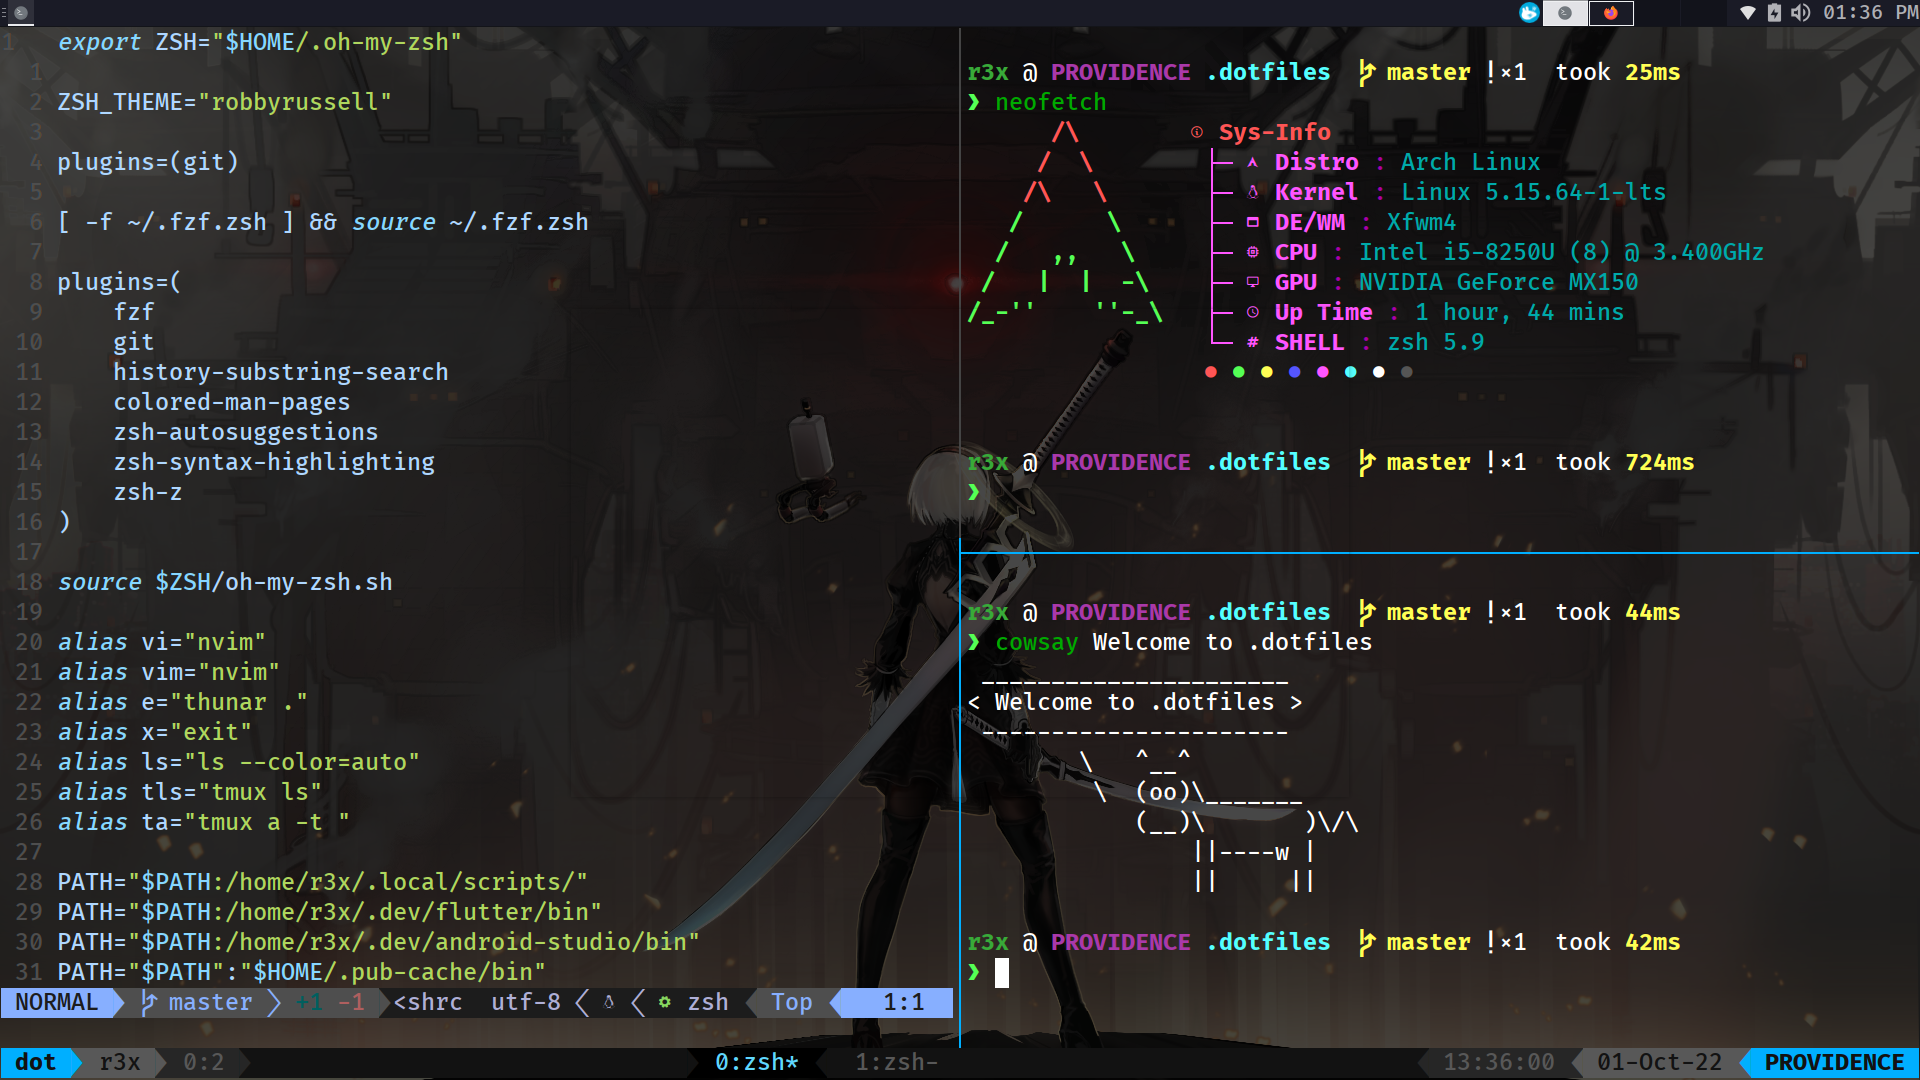 01:36 PM
1 export ZSH="$HOME/.oh-my-zsh"
1
2 ZSH_THEME="robbyrussell"
3
4 plugins=(git)
5
6 [ -f ~/.fzf.zsh ] && source ~/.fzf.zsh
7
8 plugins=(
9     fzf
10     git
11     history-substring-search
12     colored-man-pages
13     zsh-autosuggestions
14     zsh-syntax-highlighting
15     zsh-z
16 )
17
18 source $ZSH/oh-my-zsh.sh
19
20 alias vi="nvim"
21 alias vim="nvim"
22 alias e="thunar ."
23 alias x="exit"
24 alias ls="ls --color=auto"
25 alias tls="tmux ls"
26 alias ta="tmux a -t "
27
28 PATH="$PATH:/home/r3x/.local/scripts/"
29 PATH="$PATH:/home/r3x/.dev/flutter/bin"
30 PATH="$PATH:/home/r3x/.dev/android-studio/bin"
31 PATH="$PATH":"$HOME/.pub-cache/bin"
NORMAL master +1 -1 <shrc utf-8 zsh Top 1:1
r3x @ PROVIDENCE .dotfiles master !×1 took 25ms
❯ neofetch
Sys-Info
Distro : Arch Linux
Kernel : Linux 5.15.64-1-lts
DE/WM : Xfwm4
CPU : Intel i5-8250U (8) @ 3.400GHz
GPU : NVIDIA GeForce MX150
Up Time : 1 hour, 44 mins
# SHELL : zsh 5.9
r3x @ PROVIDENCE .dotfiles master !×1 took 724ms
❯
r3x @ PROVIDENCE .dotfiles master !×1 took 44ms
❯ cowsay Welcome to .dotfiles
 ______________________
< Welcome to .dotfiles >
 ----------------------
        \   ^__^
         \  (oo)\_______
            (__)\       )\/\
                ||----w |
                ||     ||
r3x @ PROVIDENCE .dotfiles master !×1 took 42ms
❯
dot r3x 0:2 0:zsh* 1:zsh- 13:36:00 01-Oct-22 PROVIDENCE